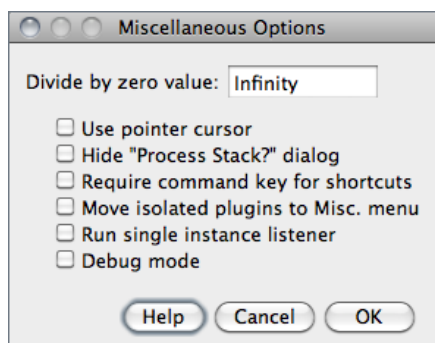 Miscellaneous Options
Divide by zero value: Infinity
Use pointer cursor
Hide "Process Stack?" dialog
Require command key for shortcuts
Move isolated plugins to Misc. menu
Run single instance listener
Debug mode
Help Cancel OK